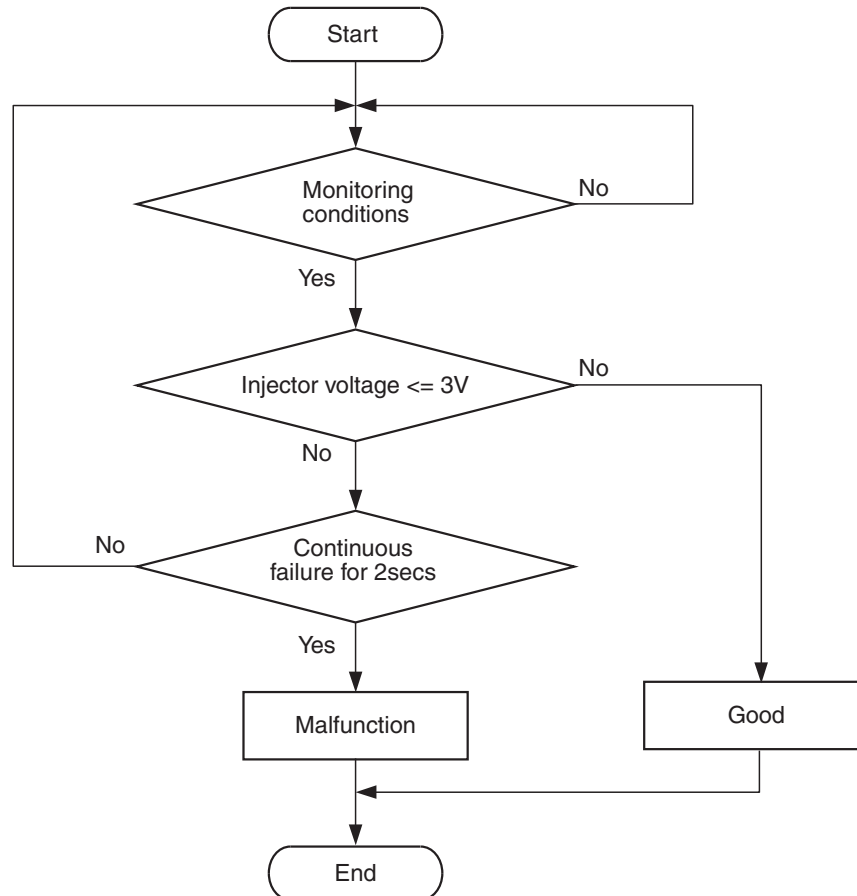 Start
Monitoring
conditions
No
Yes
Injector voltage <= 3V
No
No
Continuous
failure for 2secs
No
Yes
Malfunction
Good
End